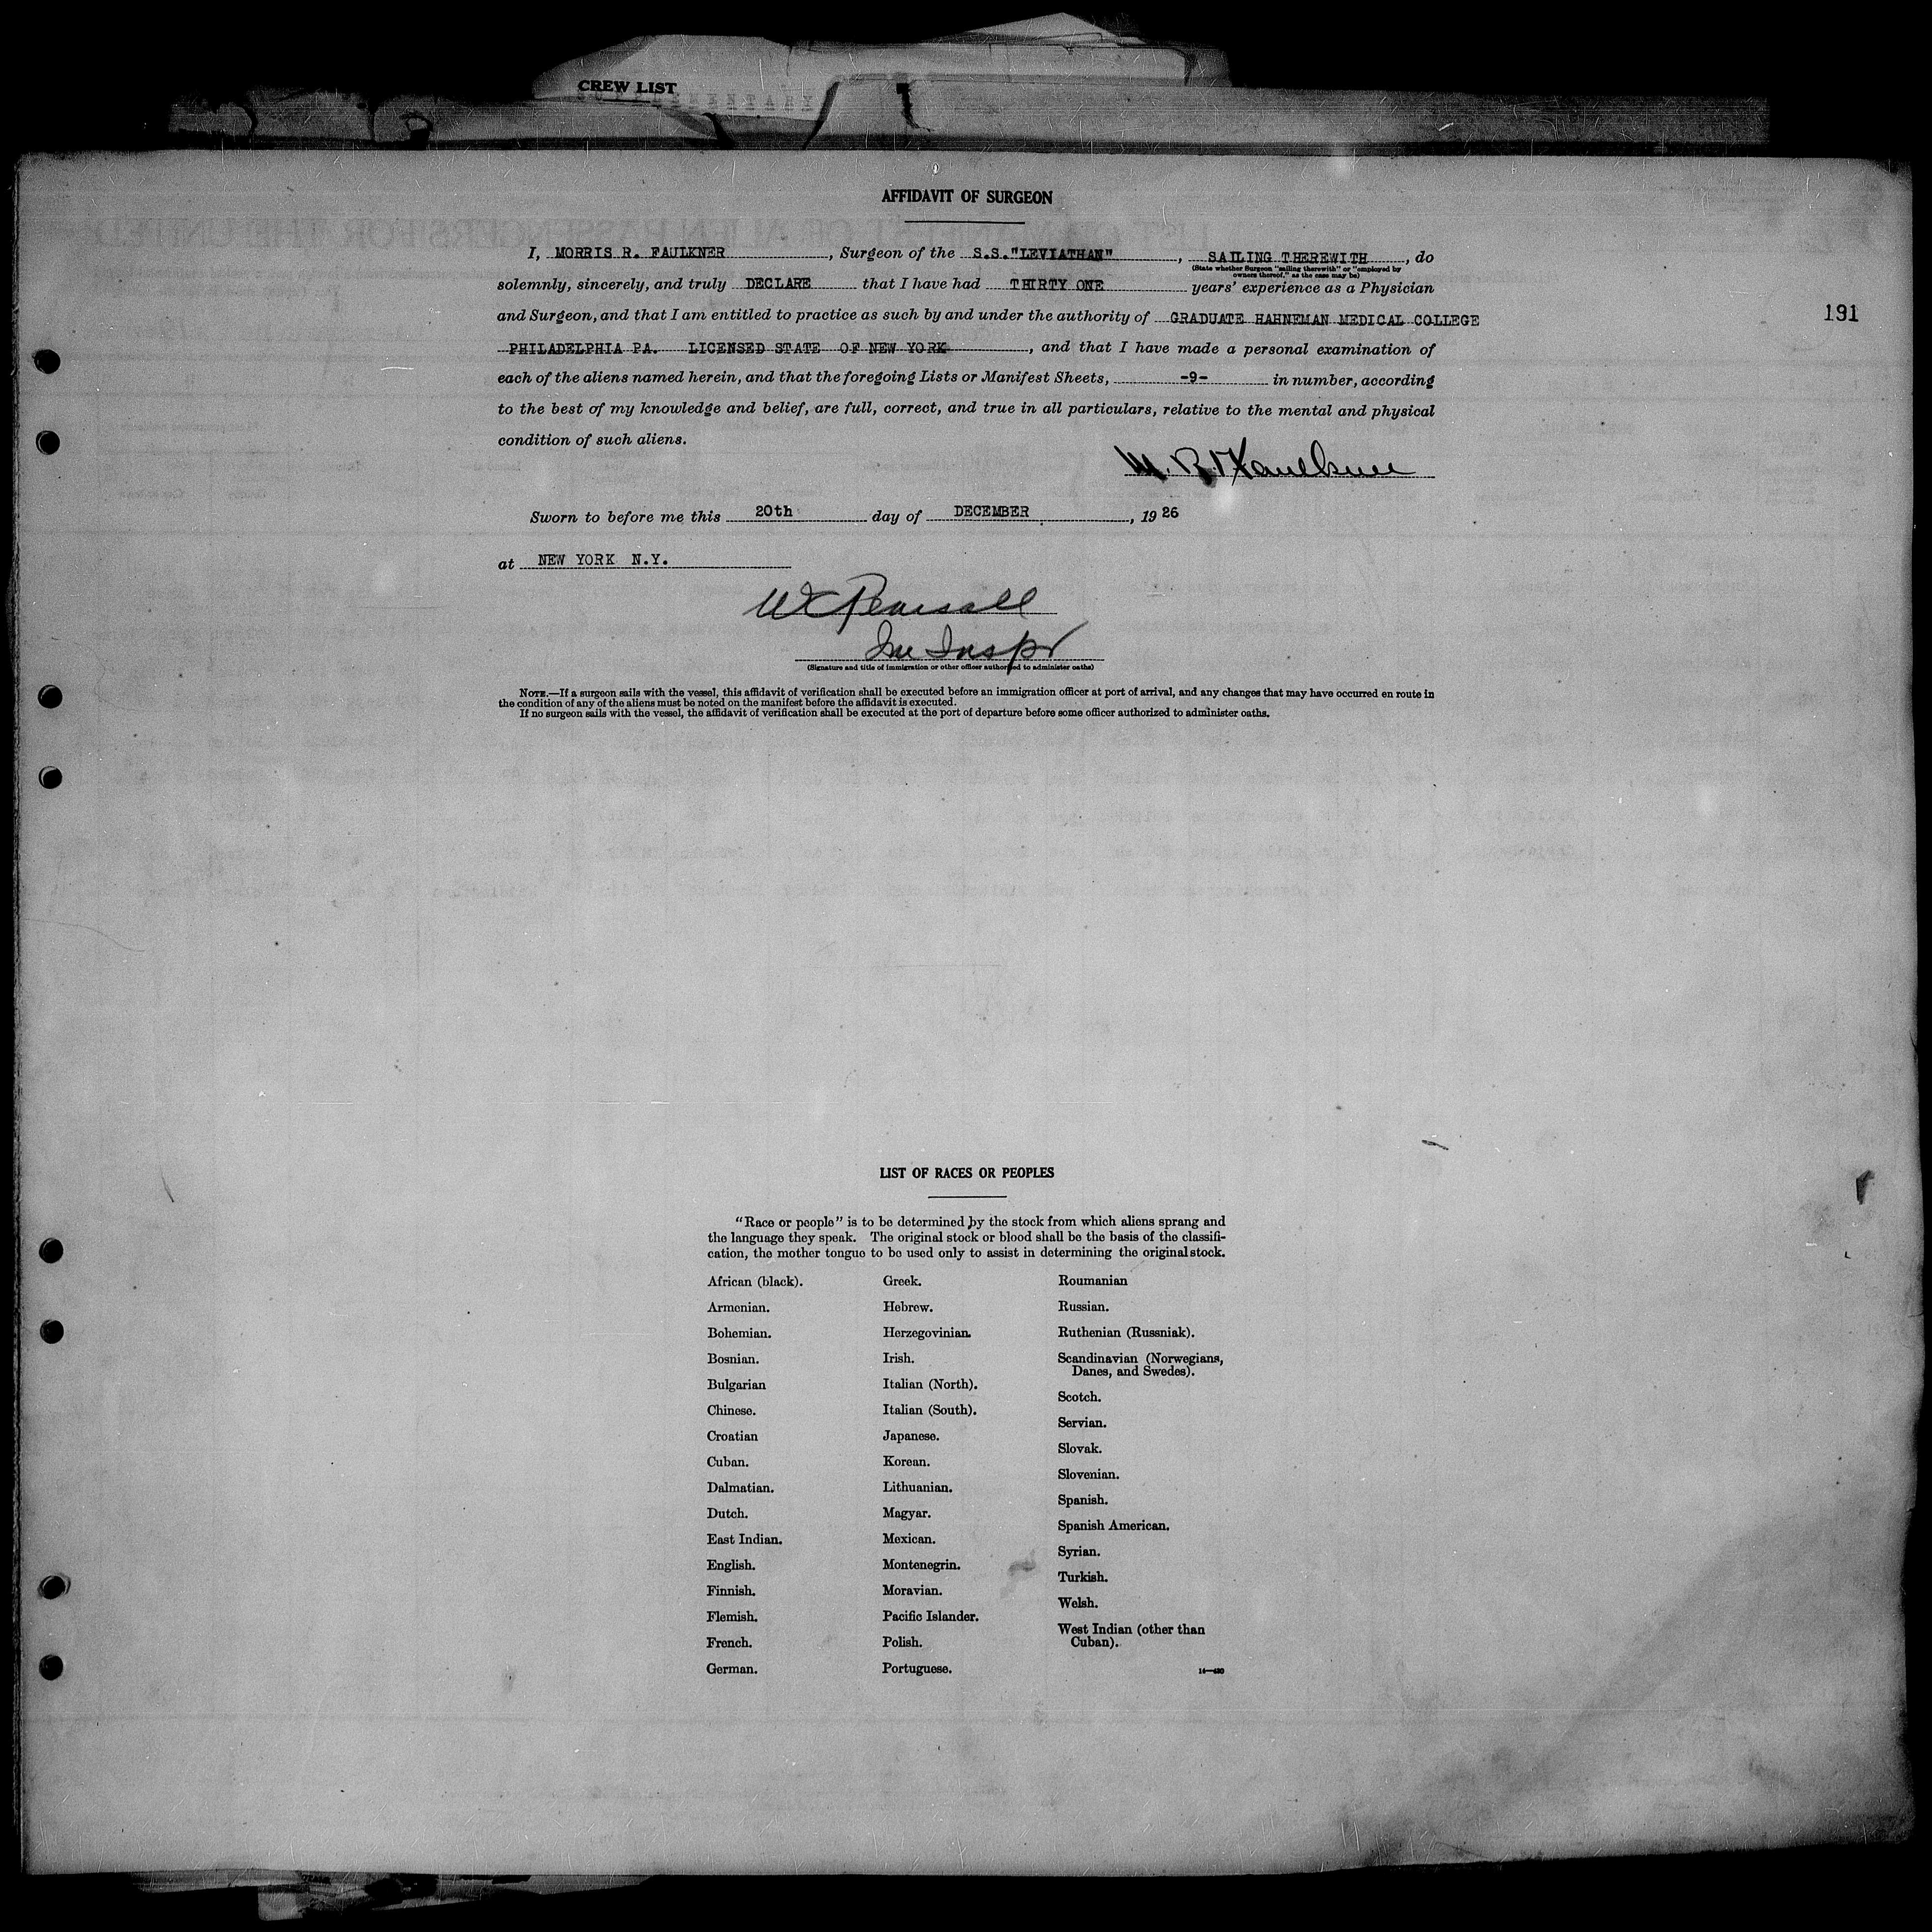 CREW LIST
AFFIDAVIT OF SURGEON
I, MORRIS R. FAULKNER, Surgeon of the S.S."LEVIATHAN", SAILING THEREWITH, do
(State whether Surgeon "sailing therewith" or "employed by
owners thereof," as the case may be)
solemnly, sincerely, and truly DECLARE that I have had THIRTY ONE years' experience as a Physician
191
and Surgeon, and that I am entitled to practice as such by and under the authority of GRADUATE HAHNEMAN MEDICAL COLLEGE
PHILADELPHIA PA. LICENSED STATE OF NEW YORK, and that I have made a personal examination of
each of the aliens named herein, and that the foregoing Lists or Manifest Sheets, -9- in number, according
to the best of my knowledge and belief, are full, correct, and true in all particulars, relative to the mental and physical
condition of such aliens.
M. R. Faulkner
Sworn to before me this 20th day of DECEMBER, 1926
at NEW YORK N.Y.
Pearsall
Im Inspr
(Signature and title of immigration or other officer authorized to administer oaths)
NOTE.—If a surgeon sails with the vessel, this affidavit of verification shall be executed before an immigration officer at port of arrival, and any changes that may have occurred en route in
the condition of any of the aliens must be noted on the manifest before the affidavit is executed.
If no surgeon sails with the vessel, the affidavit of verification shall be executed at the port of departure before some officer authorized to administer oaths.
LIST OF RACES OR PEOPLES
"Race or people" is to be determined by the stock from which aliens sprang and
the language they speak. The original stock or blood shall be the basis of the classifi-
cation, the mother tongue to be used only to assist in determining the original stock.
African (black).
Armenian.
Bohemian.
Bosnian.
Bulgarian
Chinese.
Croatian
Cuban.
Dalmatian.
Dutch.
East Indian.
English.
Finnish.
Flemish.
French.
German.
Greek.
Hebrew.
Herzegovinian.
Irish.
Italian (North).
Italian (South).
Japanese.
Korean.
Lithuanian.
Magyar.
Mexican.
Montenegrin.
Moravian.
Pacific Islander.
Polish.
Portuguese.
Roumanian
Russian.
Ruthenian (Russniak).
Scandinavian (Norwegians,
Danes, and Swedes).
Scotch.
Servian.
Slovak.
Slovenian.
Spanish.
Spanish American.
Syrian.
Turkish.
Welsh.
West Indian (other than
Cuban).